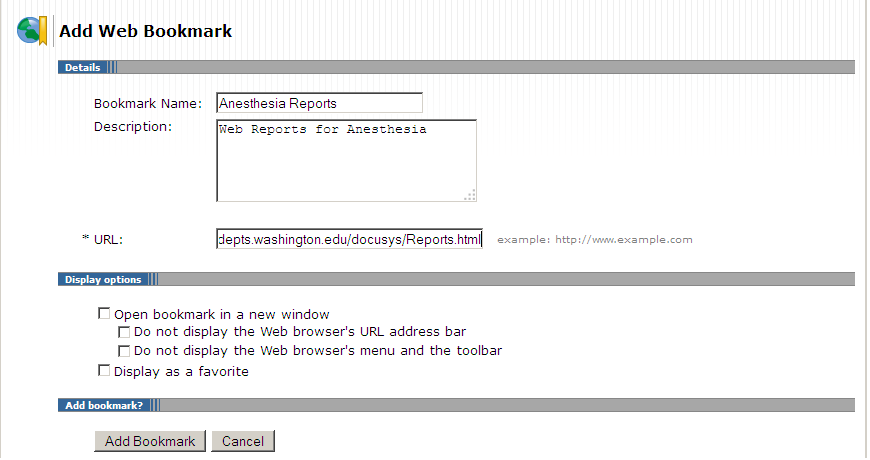 Add Web Bookmark
Details
Bookmark Name: Anesthesia Reports
Description: Web Reports for Anesthesia
* URL: depts.washington.edu/docusys/Reports.html example: http://www.example.com
Display options
Open bookmark in a new window
Do not display the Web browser's URL address bar
Do not display the Web browser's menu and the toolbar
Display as a favorite
Add bookmark?
Add Bookmark Cancel